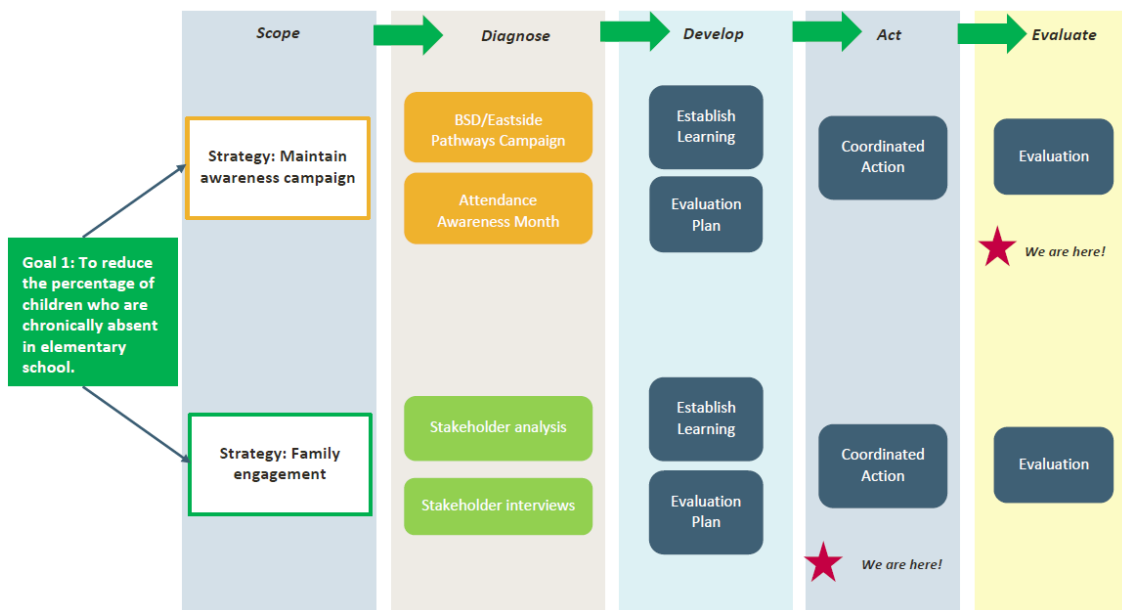 Scope
Diagnose
Develop
Act
Evaluate
Strategy: Maintain
awareness campaign
BSD/Eastside
Pathways Campaign
Attendance
Awareness Month
Establish
Learning
Evaluation
Plan
Coordinated
Action
Evaluation
We are here!
Goal 1: To reduce
the percentage of
children who are
chronically absent
in elementary
school.
Strategy: Family
engagement
Stakeholder analysis
Stakeholder interviews
Establish
Learning
Evaluation
Plan
Coordinated
Action
Evaluation
We are here!